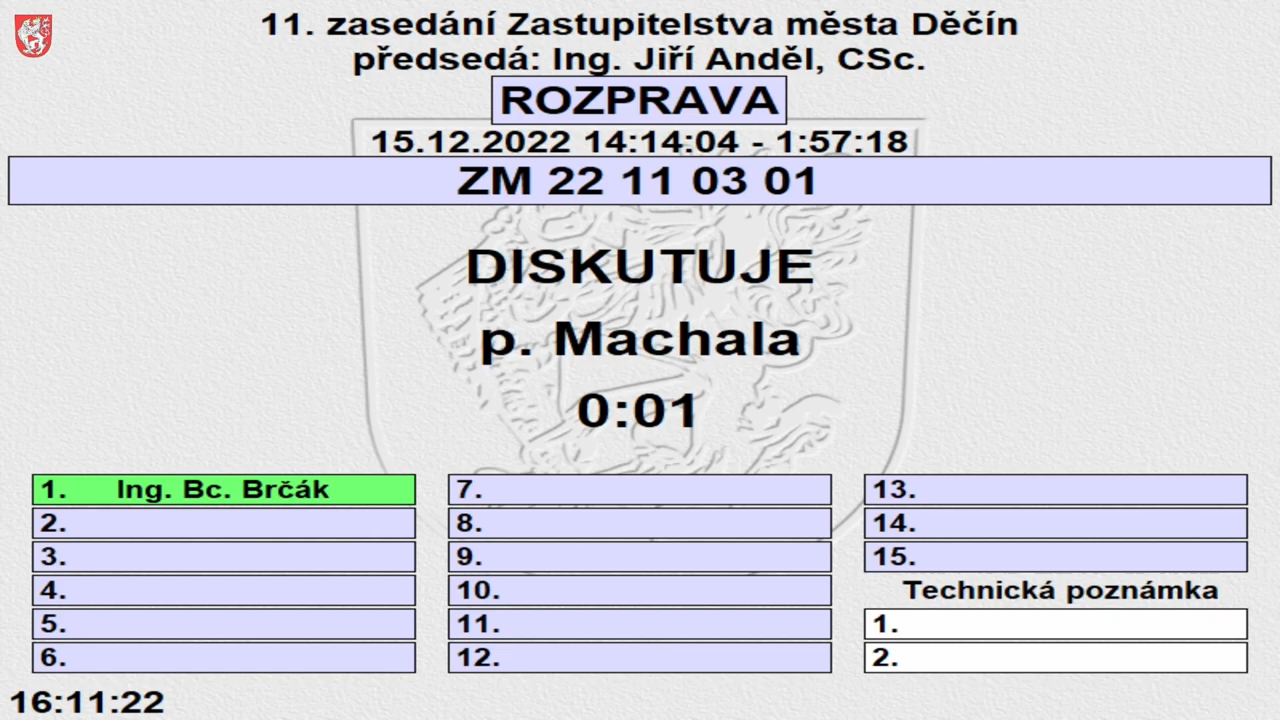 11. zasedání Zastupitelstva města Děčín
předsedá: Ing. Jiří Anděl, CSc.
ROZPRAVA
15.12.2022 14:14:04 - 1:57:18
ZM 22 11 03 01
DISKUTUJE
p. Machala
0:01
1. Ing. Bc. Brčák
2.
3.
4.
5.
6.
7.
8.
9.
10.
11.
12.
13.
14.
15.
Technická poznámka
1.
2.
16:11:22